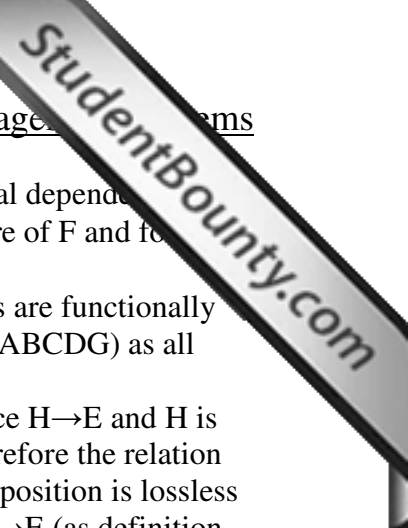 StudentBounty.com
age ems
al depende
re of F and fo
s are functionally
ABCDG) as all
ce H→E and H is
refore the relation
position is lossless
→E (as definition